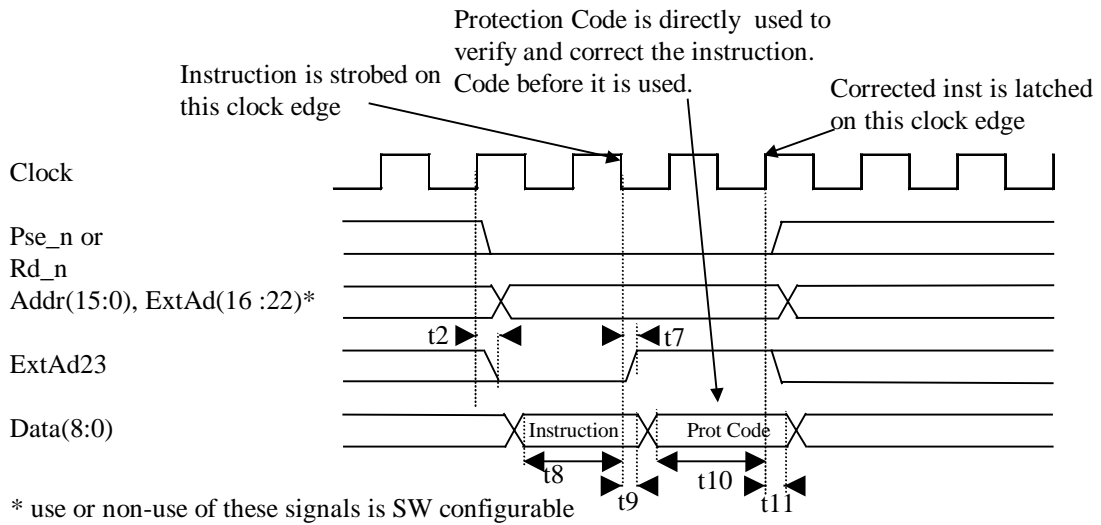 Protection Code is directly used to
verify and correct the instruction.
Code before it is used.
Instruction is strobed on
this clock edge
Corrected inst is latched
on this clock edge
Clock
Pse_n or
Rd_n
Addr(15:0), ExtAd(16 :22)*
t2
t7
ExtAd23
Data(8:0)
Instruction
Prot Code
t8
t9
t10
t11
* use or non-use of these signals is SW configurable